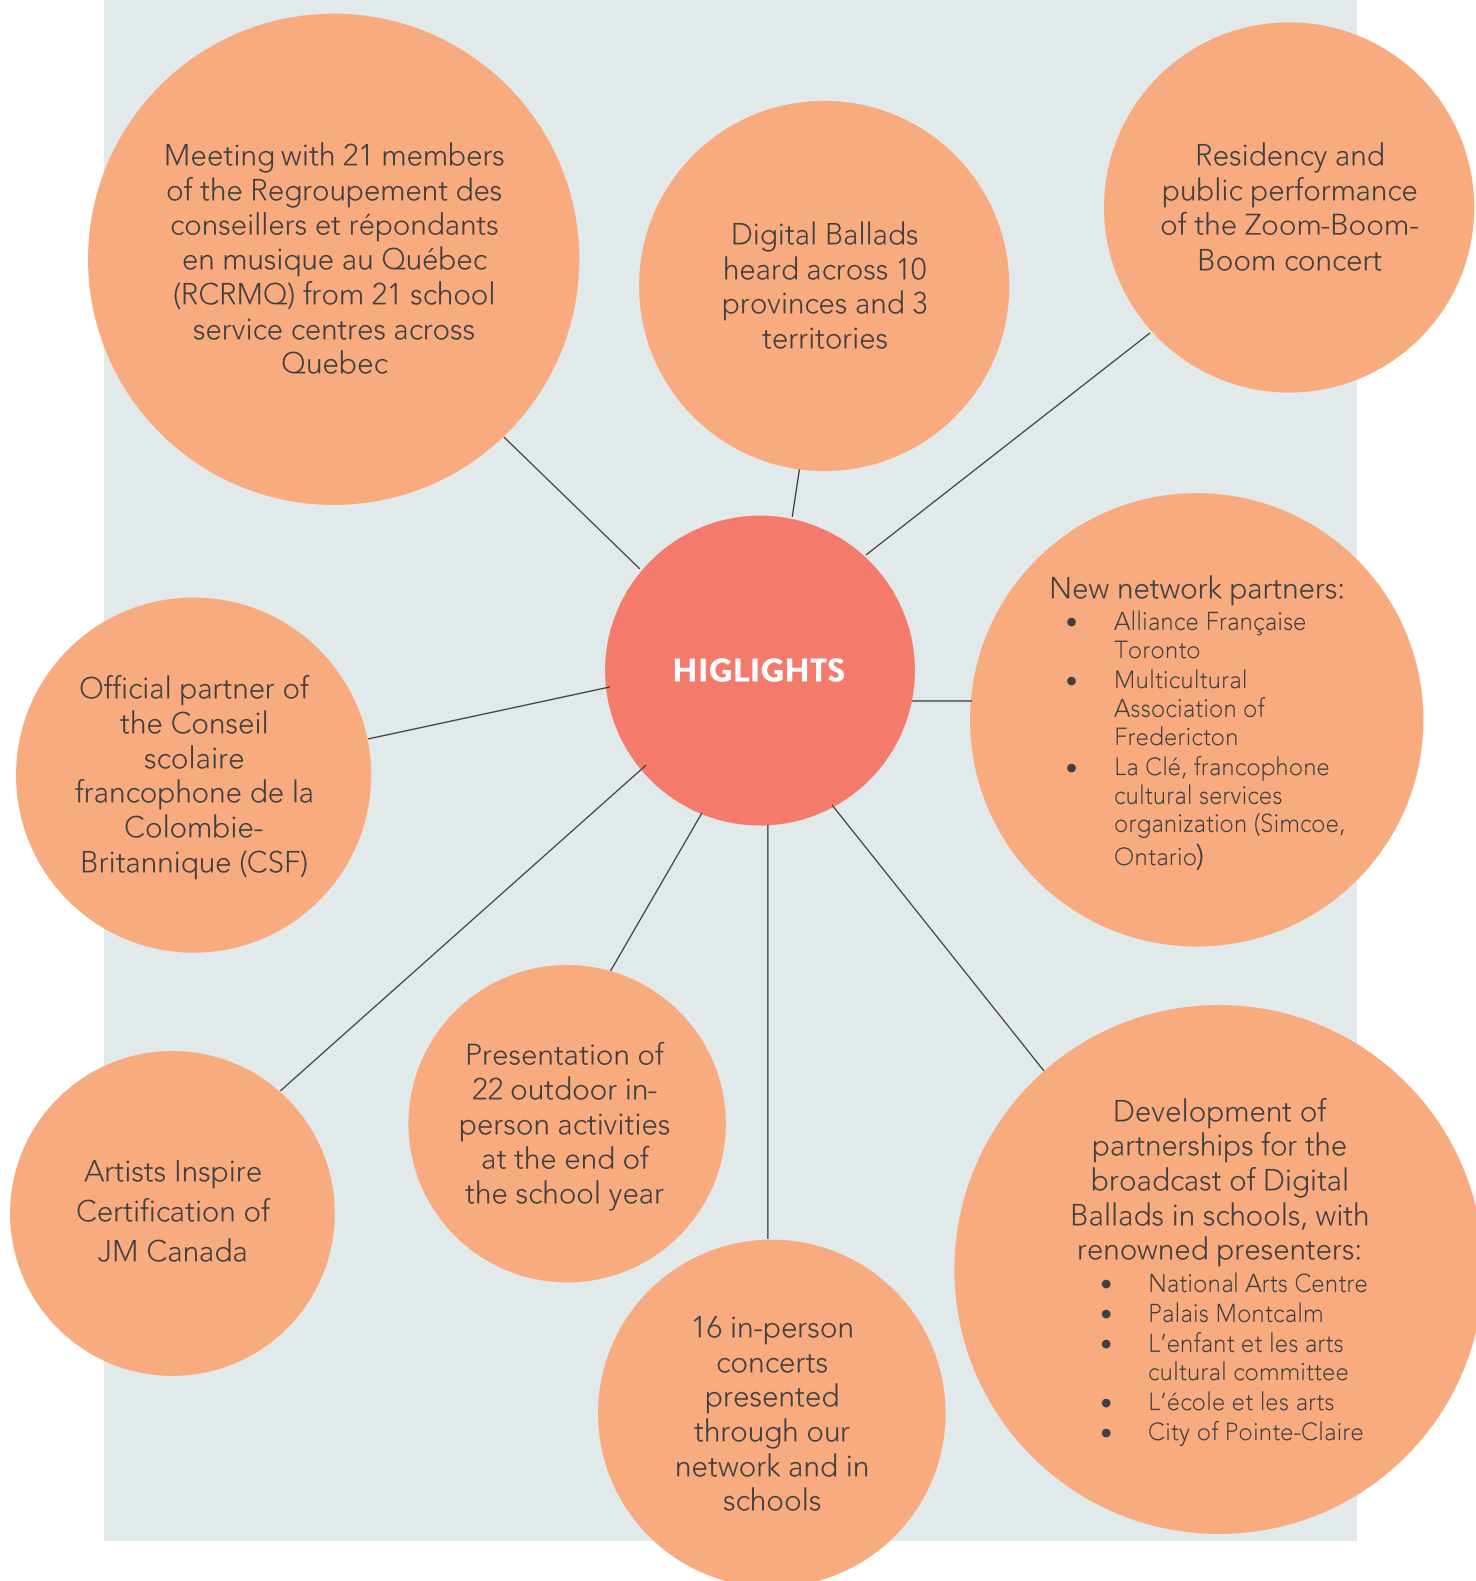 Meeting with 21 members
of the Regroupement des
conseillers et répondants
en musique au Québec
(RCRMQ) from 21 school
service centres across
Quebec
Digital Ballads
heard across 10
provinces and 3
territories
Residency and
public performance
of the Zoom-Boom-
Boom concert
HIGLIGHTS
New network partners:
• Alliance Française
Toronto
• Multicultural
Association of
Fredericton
• La Clé, francophone
cultural services
organization (Simcoe,
Ontario)
Official partner of
the Conseil
scolaire
francophone de la
Colombie-
Britannique (CSF)
Presentation of
22 outdoor in-
person activities
at the end of
the school year
Artists Inspire
Certification of
JM Canada
16 in-person
concerts
presented
through our
network and in
schools
Development of
partnerships for the
broadcast of Digital
Ballads in schools, with
renowned presenters:
• National Arts Centre
• Palais Montcalm
• L'enfant et les arts
cultural committee
• L'école et les arts
• City of Pointe-Claire